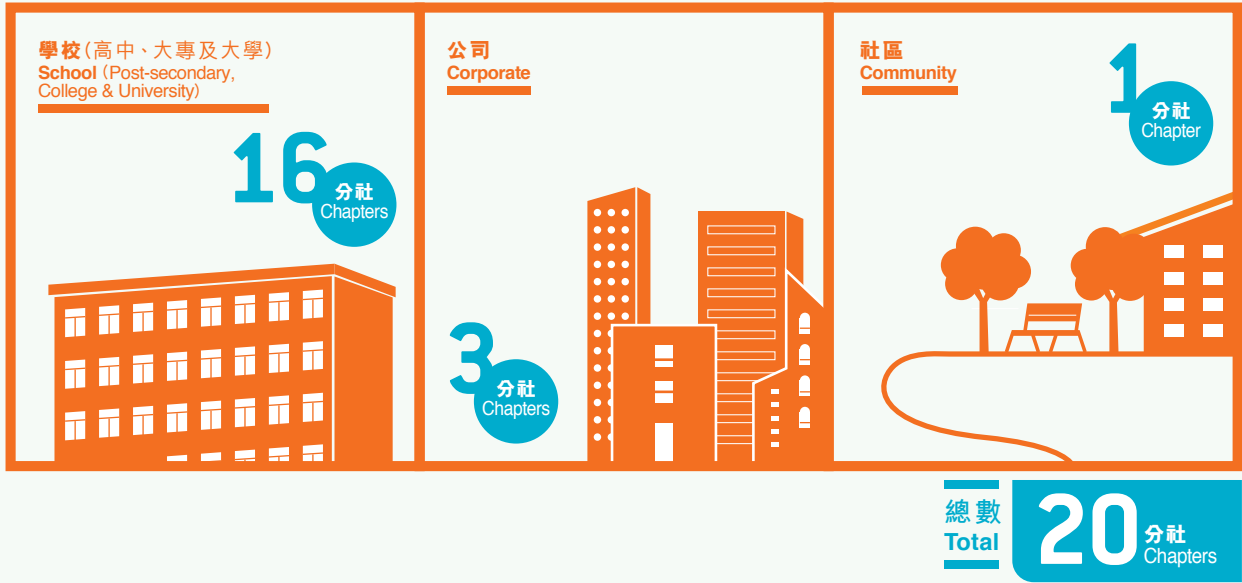 學校(高中、大專及大學)
School (Post-secondary,
College & University)
16
分社
Chapters
公司
Corporate
3
分社
Chapters
社區
Community
1
分社
Chapter
總數
Total
20
分社
Chapters